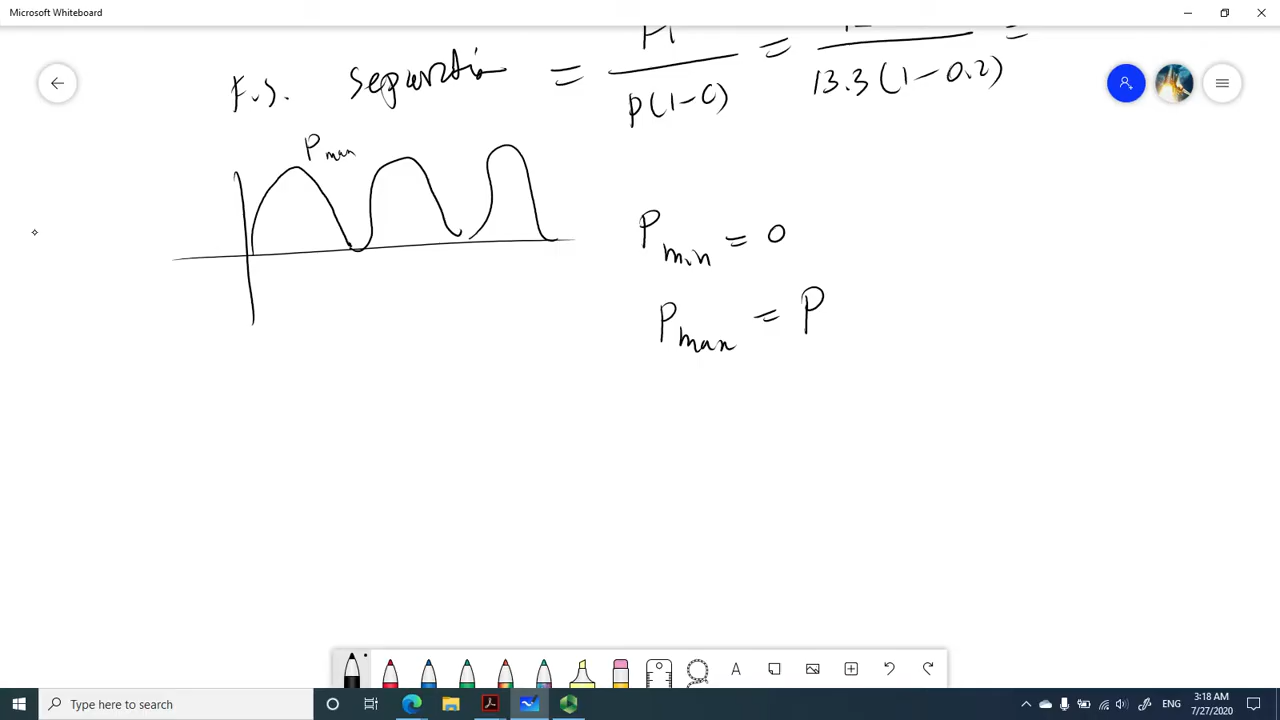 Microsoft Whiteboard
F.S. separation = / P(1-C) = / 13.3(1-0.2) =
Pmax
Pmin = 0
Pmax = P
A
Type here to search
ENG
3:18 AM
7/27/2020